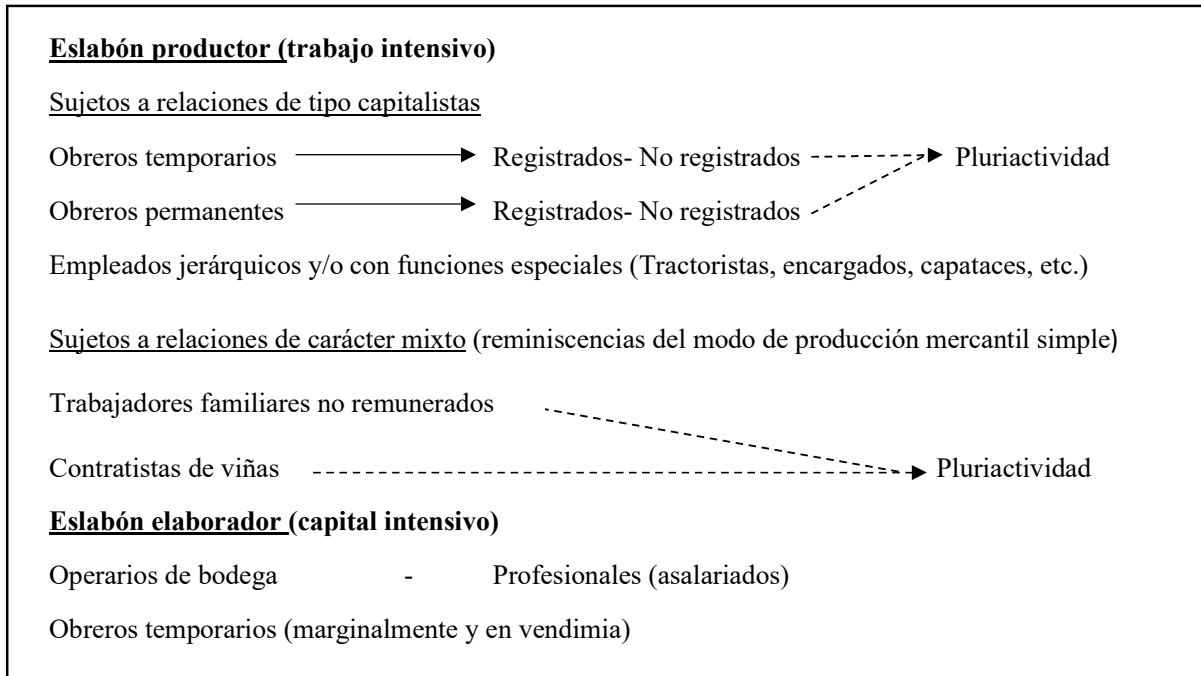 Eslabón productor (trabajo intensivo)
Sujetos a relaciones de tipo capitalistas
Obreros temporarios Registrados- No registrados Pluriactividad
Obreros permanentes Registrados- No registrados
Empleados jerárquicos y/o con funciones especiales (Tractoristas, encargados, capataces, etc.)
Sujetos a relaciones de carácter mixto (reminiscencias del modo de producción mercantil simple)
Trabajadores familiares no remunerados
Contratistas de viñas Pluriactividad
Eslabón elaborador (capital intensivo)
Operarios de bodega - Profesionales (asalariados)
Obreros temporarios (marginalmente y en vendimia)